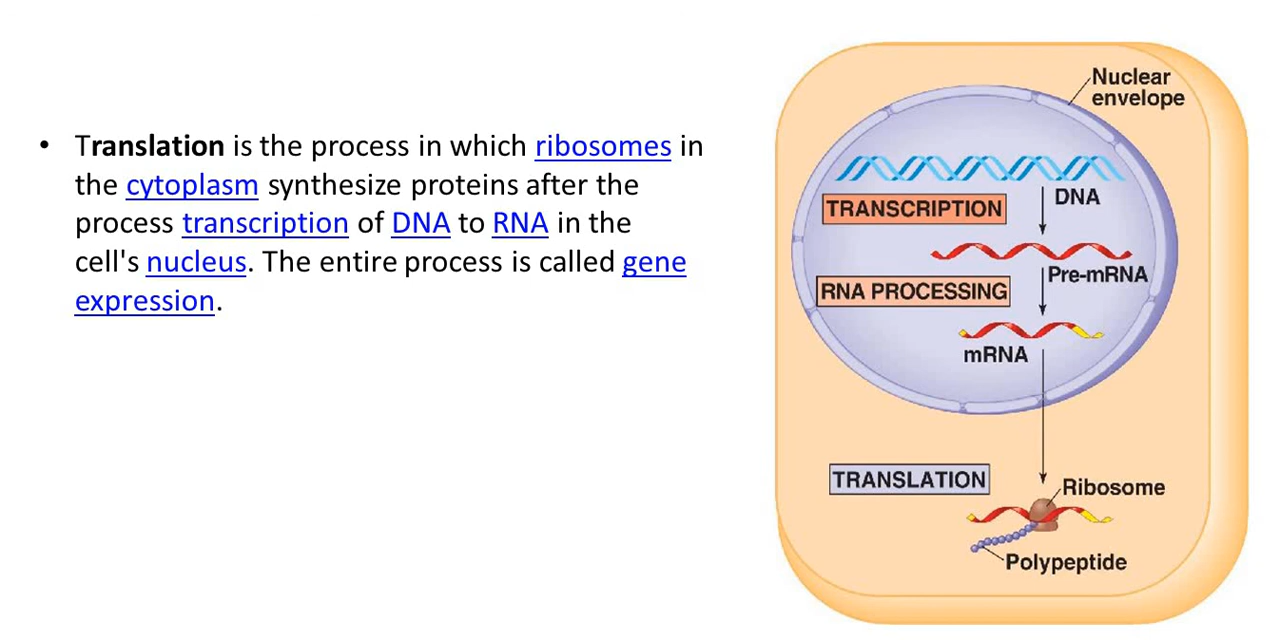 • Translation is the process in which ribosomes in
the cytoplasm synthesize proteins after the
process transcription of DNA to RNA in the
cell's nucleus. The entire process is called gene
expression.
Nuclear
envelope
DNA
TRANSCRIPTION
Pre-mRNA
RNA PROCESSING
mRNA
TRANSLATION
Ribosome
Polypeptide